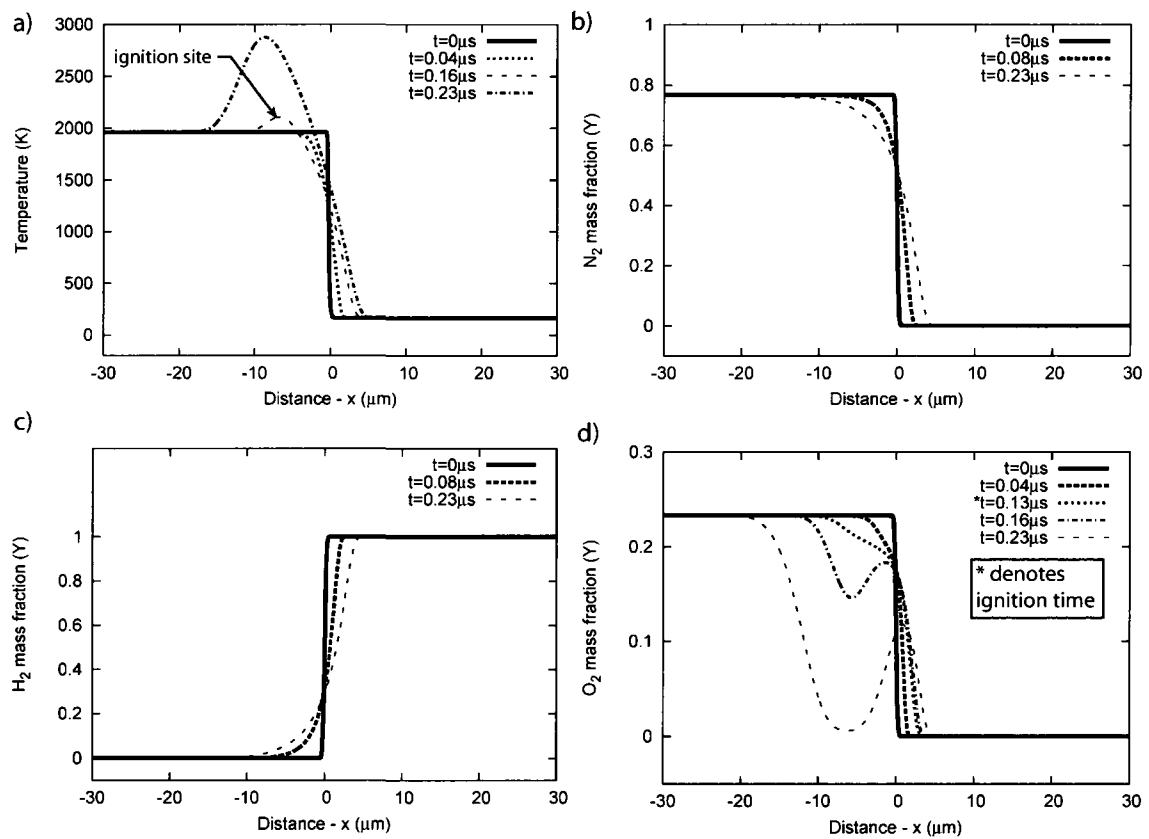 a)
3000
2500
2000
1500
1000
500
0
Temperature (K)
ignition site
t=0μs
t=0.04μs
t=0.16μs
t=0.23μs
-30 -20 -10 0 10 20 30
Distance - x (μm)
b)
1
0.8
0.6
0.4
0.2
0
N2 mass fraction (Y)
t=0μs
t=0.08μs
t=0.23μs
-30 -20 -10 0 10 20 30
Distance - x (μm)
c)
1
0.8
0.6
0.4
0.2
0
H2 mass fraction (Y)
t=0μs
t=0.08μs
t=0.23μs
-30 -20 -10 0 10 20 30
Distance - x (μm)
d)
0.3
0.2
0.1
0
O2 mass fraction (Y)
t=0μs
t=0.04μs
*t=0.13μs
t=0.16μs
t=0.23μs
* denotes
ignition time
-30 -20 -10 0 10 20 30
Distance - x (μm)